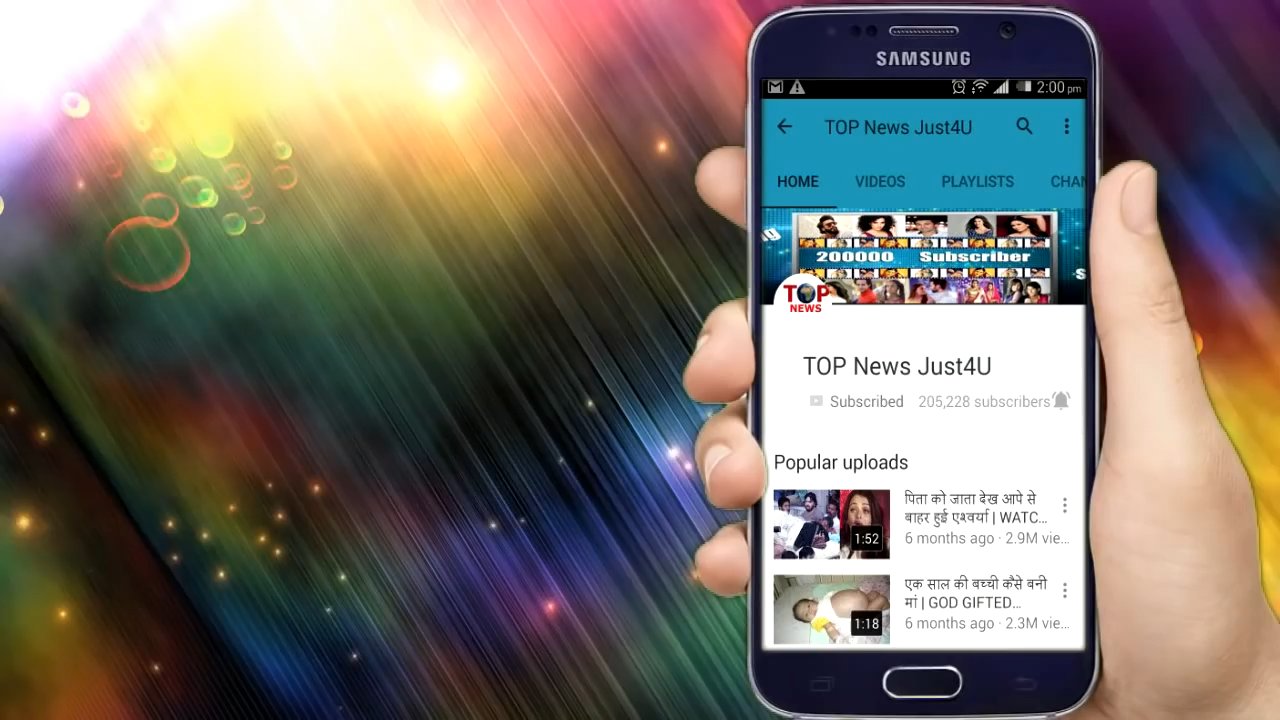 SAMSUNG
2:00 pm
TOP News Just4U
HOME VIDEOS PLAYLISTS CHAN
200000 Subscriber
TOP
NEWS
TOP News Just4U
Subscribed 205,228 subscribers
Popular uploads
पिता को जाता देख आपे से
बाहर हुई एश्वर्या | WATC...
6 months ago · 2.9M vie...
1:52
एक साल की बच्ची कैसे बनी
मां | GOD GIFTED...
6 months ago · 2.3M vie...
1:18